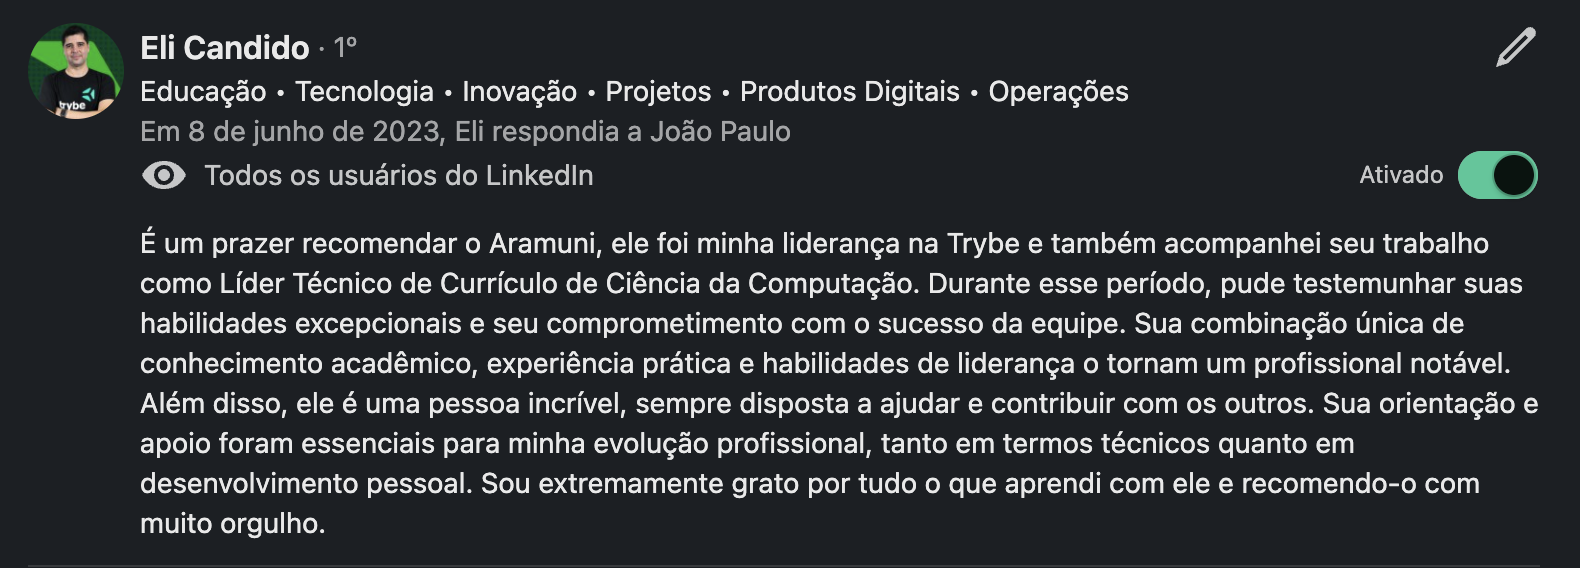 Eli Candido · 1º
Educação • Tecnologia • Inovação • Projetos • Produtos Digitais • Operações
Em 8 de junho de 2023, Eli respondia a João Paulo
Todos os usuários do LinkedIn
Ativado
É um prazer recomendar o Aramuni, ele foi minha liderança na Trybe e também acompanhei seu trabalho
como Líder Técnico de Currículo de Ciência da Computação. Durante esse período, pude testemunhar suas
habilidades excepcionais e seu comprometimento com o sucesso da equipe. Sua combinação única de
conhecimento acadêmico, experiência prática e habilidades de liderança o tornam um profissional notável.
Além disso, ele é uma pessoa incrível, sempre disposta a ajudar e contribuir com os outros. Sua orientação e
apoio foram essenciais para minha evolução profissional, tanto em termos técnicos quanto em
desenvolvimento pessoal. Sou extremamente grato por tudo o que aprendi com ele e recomendo-o com
muito orgulho.
trybe